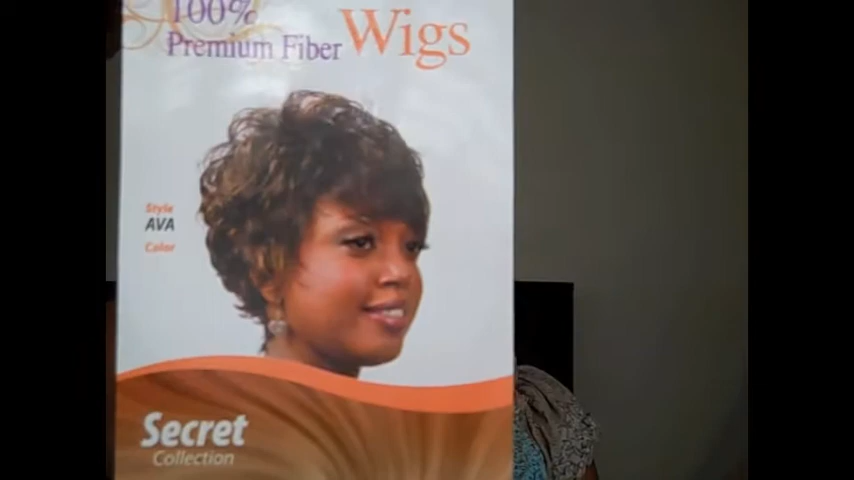 100%
Premium Fiber Wigs
Style
AVA
Color
Secret
Collection